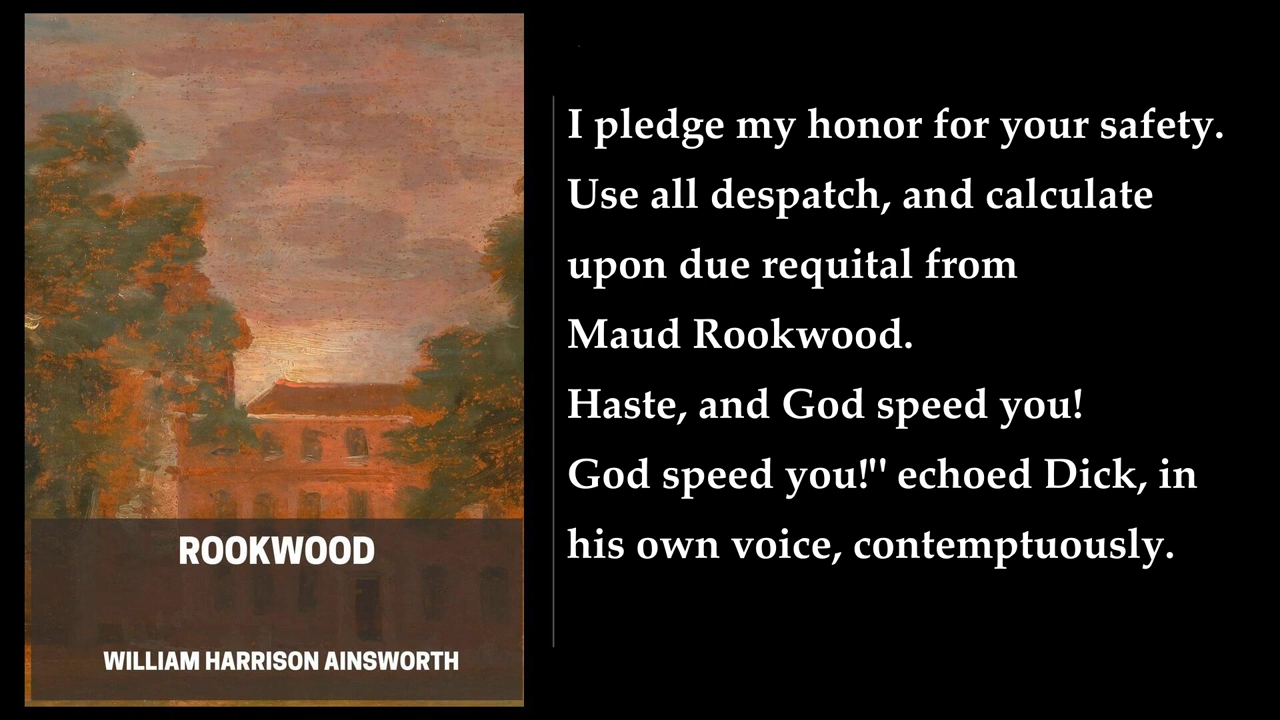 ROOKWOOD
WILLIAM HARRISON AINSWORTH
I pledge my honor for your safety.
Use all despatch, and calculate
upon due requital from
Maud Rookwood.
Haste, and God speed you!
God speed you!" echoed Dick, in
his own voice, contemptuously.